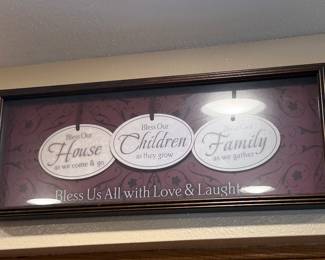 Bless Our
House
as we come & go
Bless Our
Children
as they grow
Family
as we gather
Bless Us All with Love &